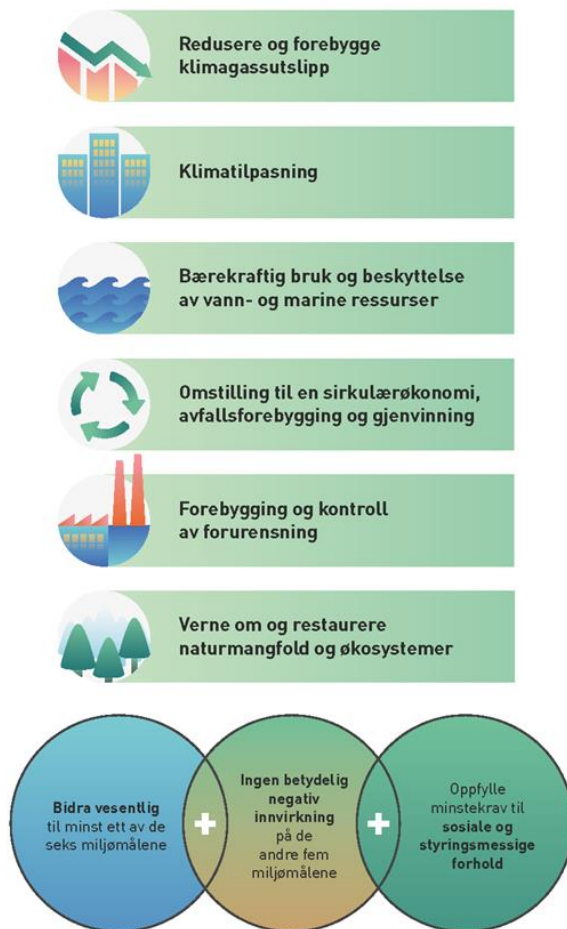 Redusere og forebygge
klimagassutslipp
Klimatilpasning
Bærekraftig bruk og beskyttelse
av vann- og marine ressurser
Omstilling til en sirkulærøkonomi,
avfallsforebygging og gjenvinning
Forebygging og kontroll
av forurensning
Verne om og restaurere
naturmangfold og økosystemer
Bidra vesentlig
til minst ett av de
seks miljømålene
+
Ingen betydelig
negativ
innvirkning
på de
andre fem
miljømålene
+
Oppfylle
minstekrav til
sosiale og
styringsmessige
forhold